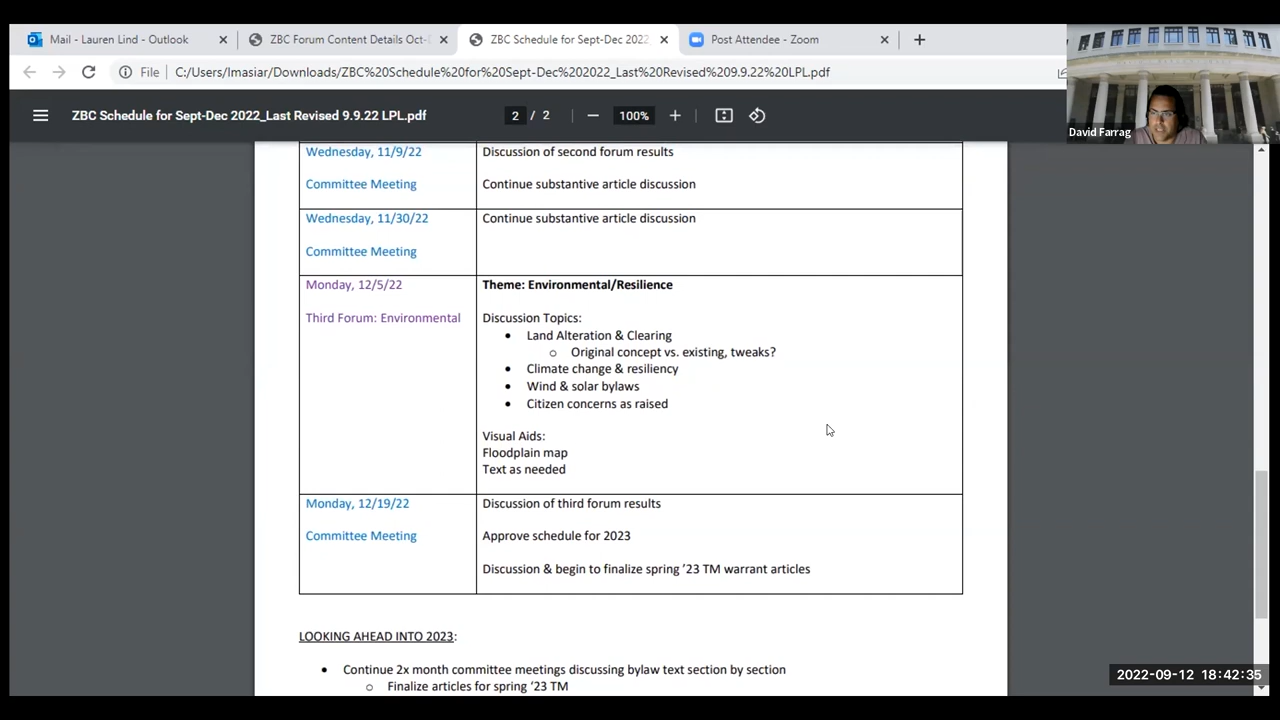 Mail - Lauren Lind - Outlook
ZBC Forum Content Details Oct-
ZBC Schedule for Sept-Dec 2022
Post Attendee - Zoom
File
C:/Users/lmasiar/Downloads/ZBC%20Schedule%20for%20Sept-Dec%202022_Last%20Revised%209.9.22%20LPL.pdf
David Farrag
ZBC Schedule for Sept-Dec 2022_Last Revised 9.9.22 LPL.pdf
2 / 2
100%
Wednesday, 11/9/22
Committee Meeting
Discussion of second forum results
Continue substantive article discussion
Wednesday, 11/30/22
Committee Meeting
Continue substantive article discussion
Monday, 12/5/22
Third Forum: Environmental
Theme: Environmental/Resilience
Discussion Topics:
• Land Alteration & Clearing
o Original concept vs. existing, tweaks?
• Climate change & resiliency
• Wind & solar bylaws
• Citizen concerns as raised
Visual Aids:
Floodplain map
Text as needed
Monday, 12/19/22
Committee Meeting
Discussion of third forum results
Approve schedule for 2023
Discussion & begin to finalize spring ’23 TM warrant articles
LOOKING AHEAD INTO 2023:
• Continue 2x month committee meetings discussing bylaw text section by section
o Finalize articles for spring ’23 TM
2022-09-12 18:42:35